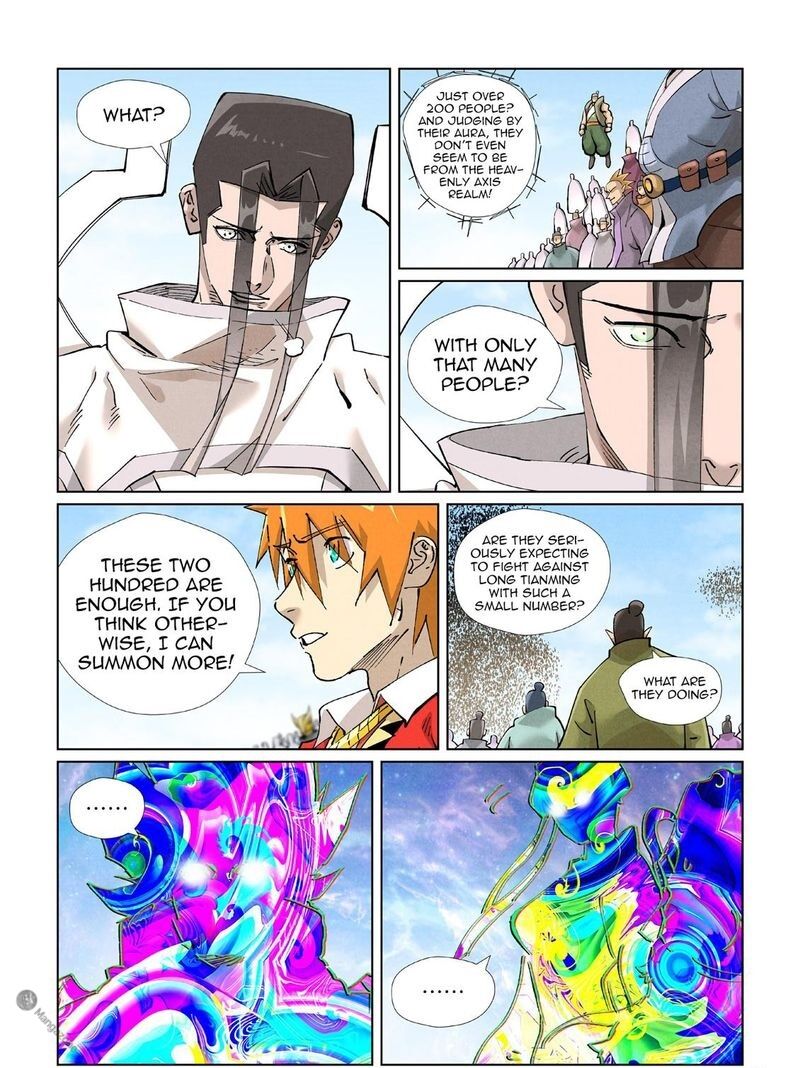 WHAT?
JUST OVER
200 PEOPLE?
AND JUDGING BY
THEIR AURA, THEY
DON'T EVEN
SEEM TO BE
FROM THE HEAV-
ENLY AXIS
REALM!
WITH ONLY
THAT MANY
PEOPLE?
THESE TWO
HUNDRED ARE
ENOUGH. IF YOU
THINK OTHER-
WISE, I CAN
SUMMON MORE!
ARE THEY SERI-
OUSLY EXPECTING
TO FIGHT AGAINST
LONG TIANMING
WITH SUCH A
SMALL NUMBER?
WHAT ARE
THEY DOING?
......
......